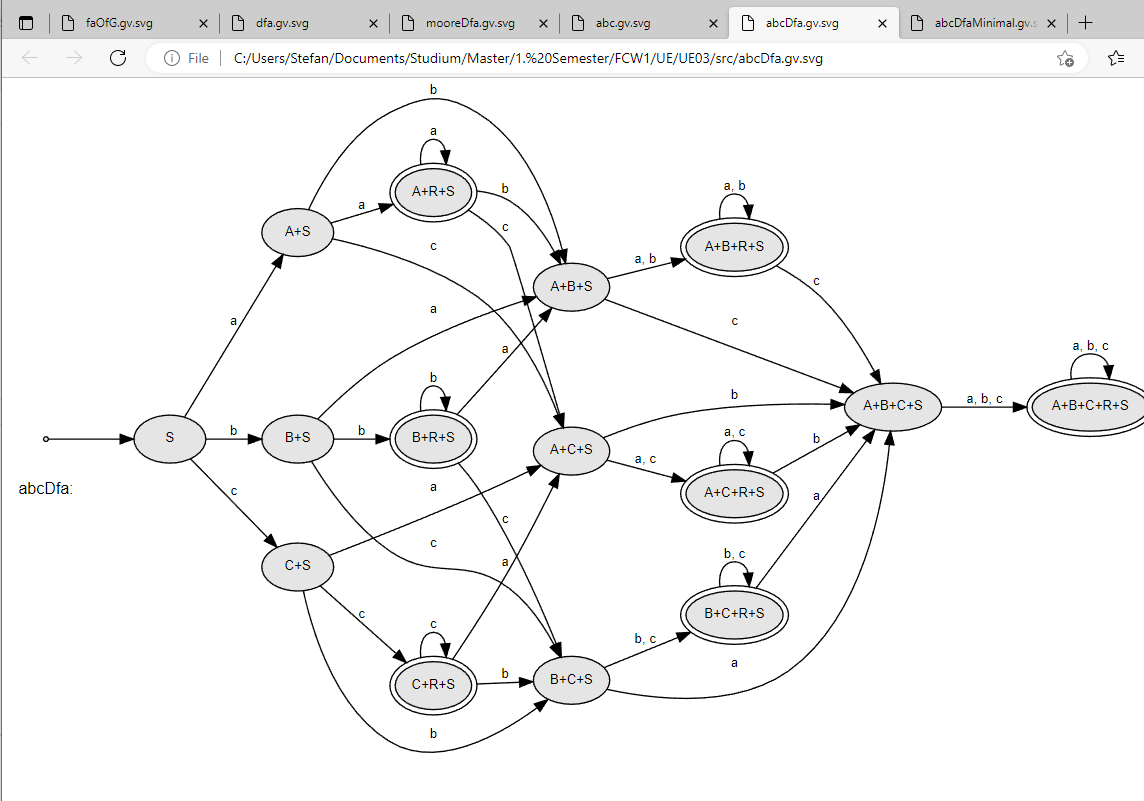 faOfG.gv.svg
dfa.gv.svg
mooreDfa.gv.svg
abc.gv.svg
abcDfa.gv.svg
abcDfaMinimal.gv.s
File
C:/Users/Stefan/Documents/Studium/Master/1.%20Semester/FCW1/UE/UE03/src/abcDfa.gv.svg
b
a
A+R+S
a
b
a, b
A+S
c
c
A+B+R+S
a, b
c
A+B+S
a
a
c
a
a, b, c
b
b
A+B+C+S
a, b, c
A+B+C+R+S
S
b
B+S
b
B+R+S
a, c
b
A+C+S
a, c
abcDfa:
c
a
A+C+R+S
a
c
c
b, c
a
C+S
c
B+C+R+S
c
b, c
C+R+S
b
B+C+S
a
b